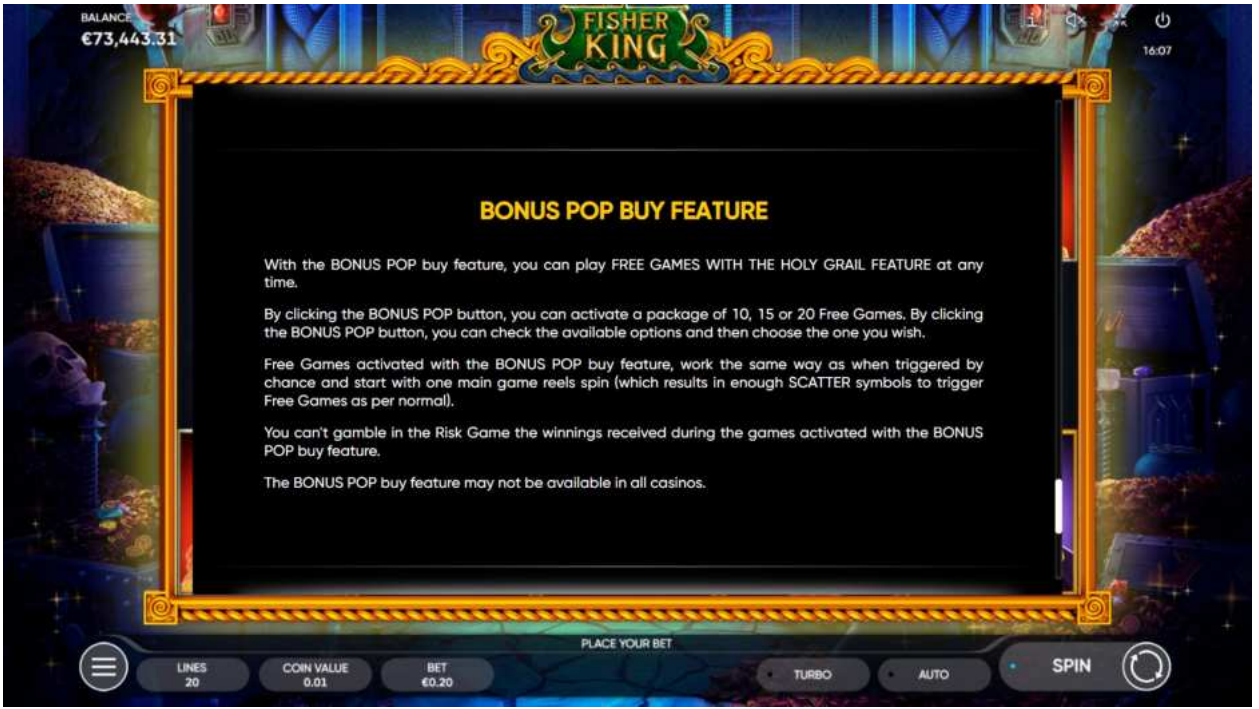 BALANCE
€73,443.31
FISHER
KING
16:07
BONUS POP BUY FEATURE
With the BONUS POP buy feature, you can play FREE GAMES WITH THE HOLY GRAIL FEATURE at any
time.
By clicking the BONUS POP button, you can activate a package of 10, 15 or 20 Free Games. By clicking
the BONUS POP button, you can check the available options and then choose the one you wish.
Free Games activated with the BONUS POP buy feature, work the same way as when triggered by
chance and start with one main game reels spin (which results in enough SCATTER symbols to trigger
Free Games as per normal).
You can't gamble in the Risk Game the winnings received during the games activated with the BONUS
POP buy feature.
The BONUS POP buy feature may not be available in all casinos.
PLACE YOUR BET
LINES
20
COIN VALUE
0.01
BET
€0.20
TURBO
AUTO
SPIN